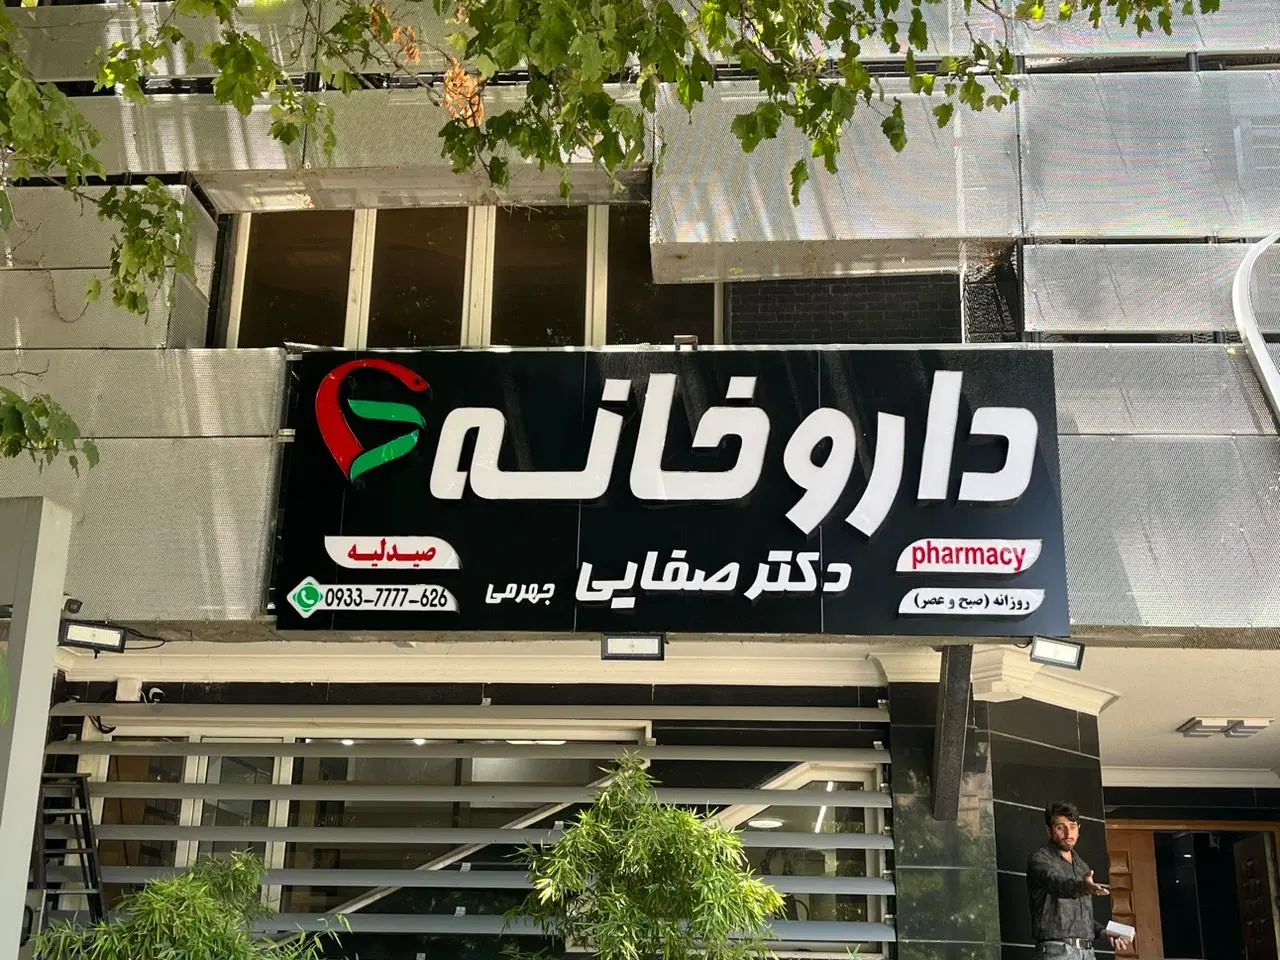 داروخانه
دکتر صفایی جهرمی
pharmacy
روزانه (صبح و عصر)
صیدلیه
0933-7777-626